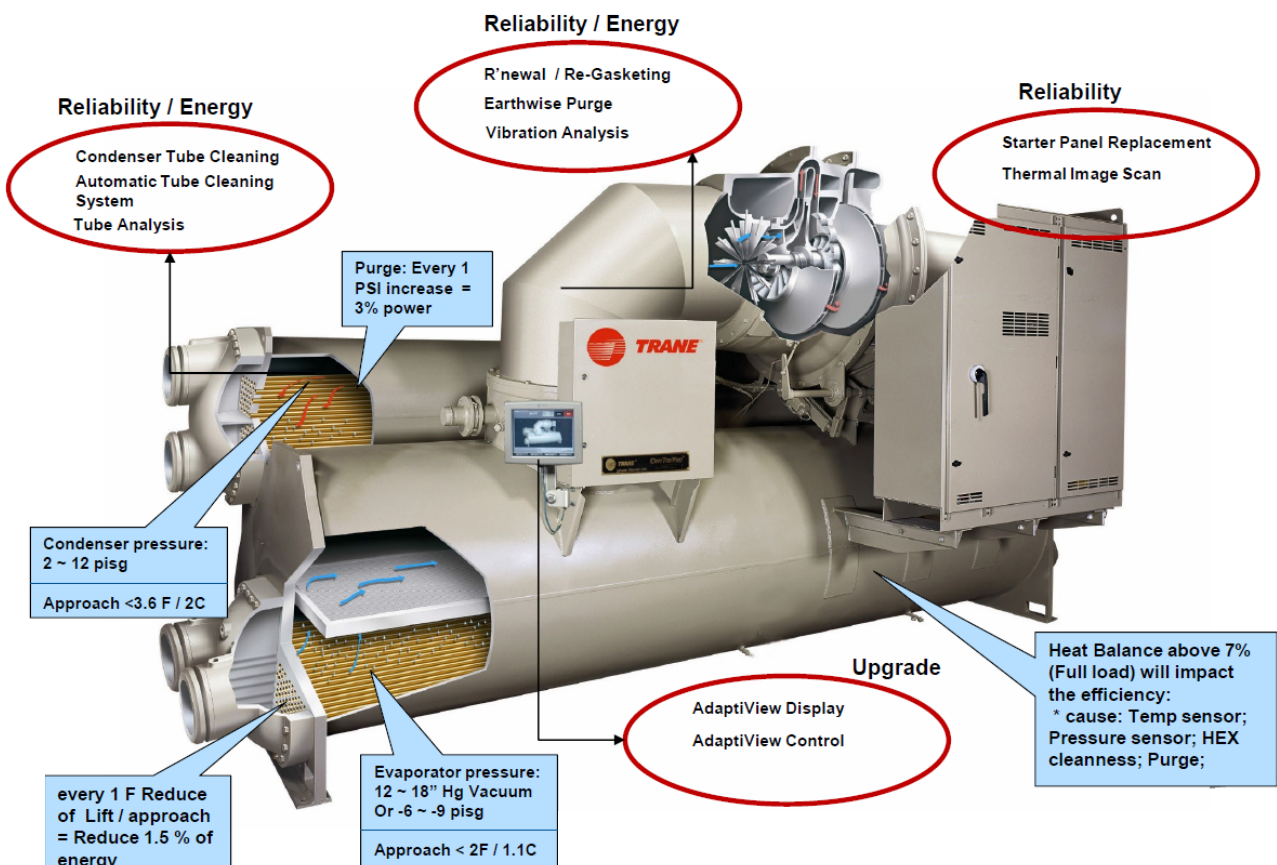 Reliability / Energy
R'newal / Re-Gasketing
Earthwise Purge
Vibration Analysis
Reliability / Energy
Condenser Tube Cleaning
Automatic Tube Cleaning
System
Tube Analysis
Reliability
Starter Panel Replacement
Thermal Image Scan
Purge: Every 1
PSI increase =
3% power
TRANE
TRANE
Condenser pressure:
2 ~ 12 pisg
Approach <3.6 F / 2C
Heat Balance above 7%
(Full load) will impact
the efficiency:
* cause: Temp sensor;
Pressure sensor; HEX
cleanness; Purge;
Upgrade
AdaptiView Display
AdaptiView Control
Evaporator pressure:
12 ~ 18” Hg Vacuum
Or -6 ~ -9 pisg
Approach < 2F / 1.1C
every 1 F Reduce
of Lift / approach
= Reduce 1.5 % of
energy